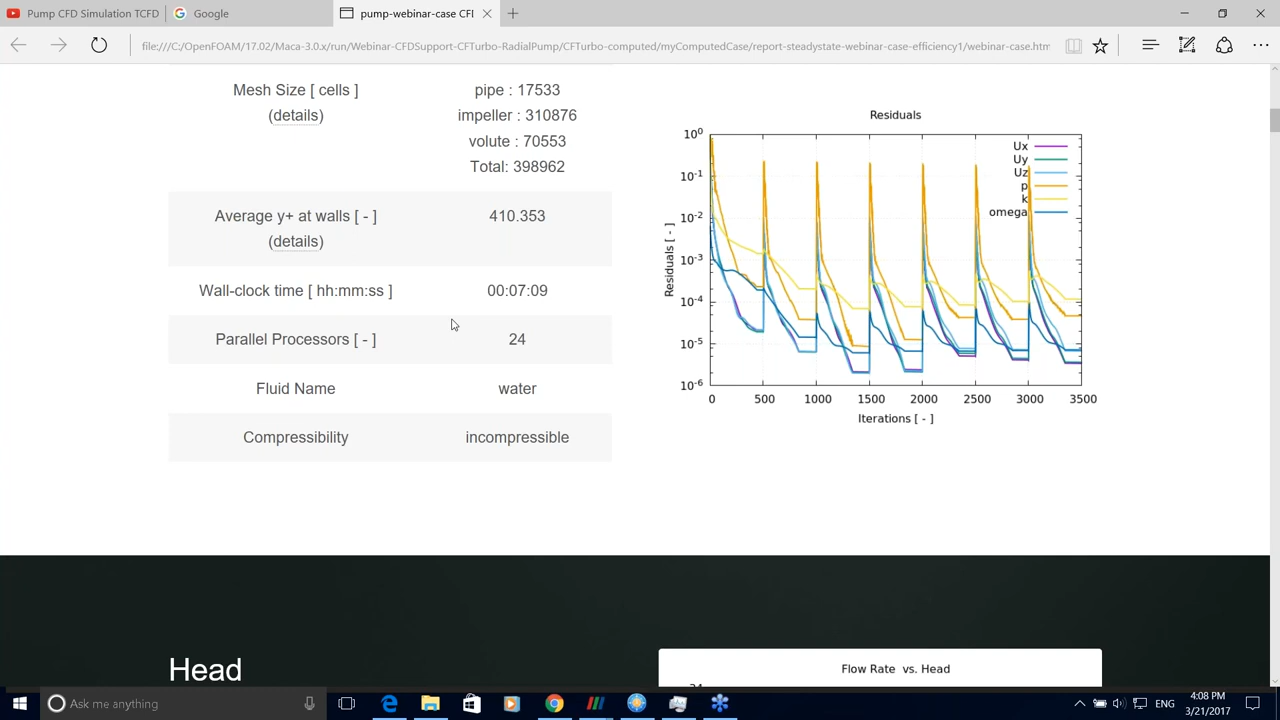 Pump CFD Simulation TCFD
Google
pump-webinar-case CFI
file:///C:/OpenFOAM/17.02/Maca-3.0.x/run/Webinar-CFDSupport-CFTurbo-RadialPump/CFTurbo-computed/myComputedCase/report-steadystate-webinar-case-efficiency1/webinar-case.htm
Mesh Size [ cells ]
(details)
pipe : 17533
impeller : 310876
volute : 70553
Total: 398962
Average y+ at walls [ - ]
(details)
410.353
Wall-clock time [ hh:mm:ss ]
00:07:09
Parallel Processors [ - ]
24
Fluid Name
water
Compressibility
incompressible
Residuals
Residuals [ - ]
10⁰
10⁻¹
10⁻²
10⁻³
10⁻⁴
10⁻⁵
10⁻⁶
Ux
Uy
Uz
p
k
omega
0 500 1000 1500 2000 2500 3000 3500
Iterations [ - ]
Head
Flow Rate vs. Head
Ask me anything
ENG
4:08 PM
3/21/2017